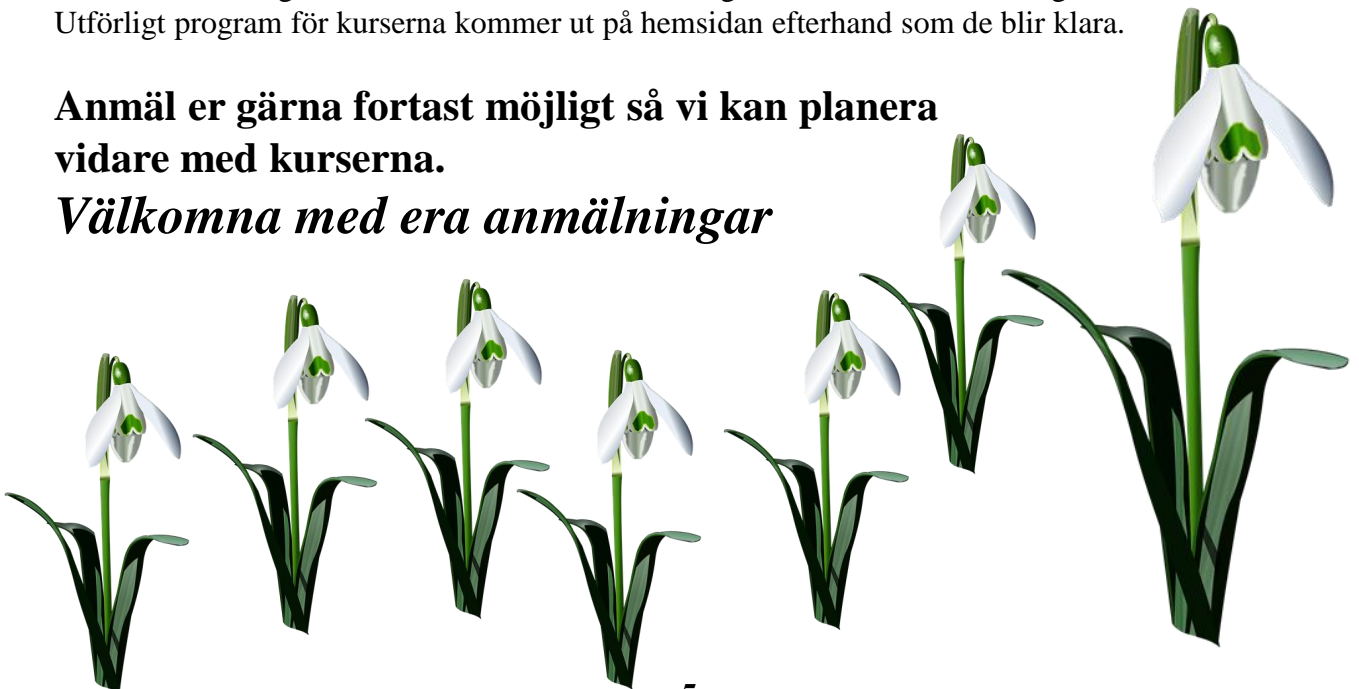 Utförligt program för kurserna kommer ut på hemsidan efterhand som de blir klara.
Anmäl er gärna fortast möjligt så vi kan planera
vidare med kurserna.
Välkomna med era anmälningar